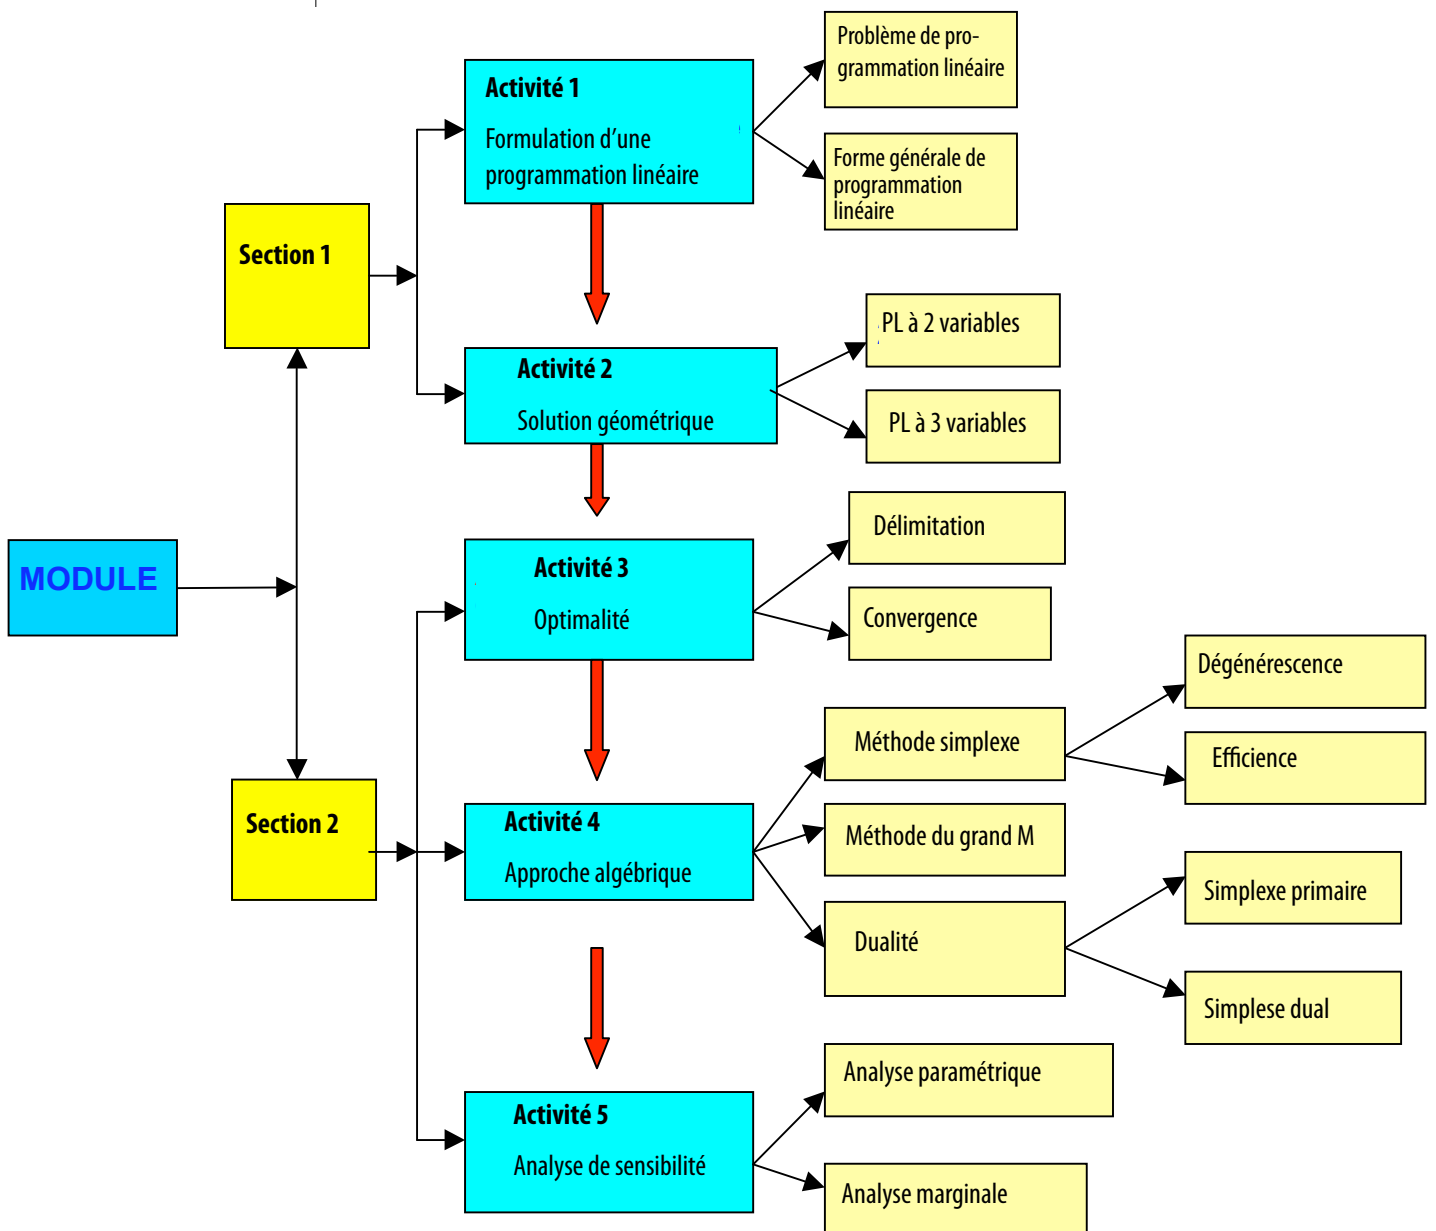 Problème de pro-
grammation linéaire
Activité 1
Formulation d'une
programmation linéaire
Forme générale de
programmation
linéaire
Section 1
PL à 2 variables
Activité 2
Solution géométrique
PL à 3 variables
Délimitation
MODULE
Activité 3
Optimalité
Convergence
Dégénérescence
Méthode simplexe
Efficience
Section 2
Activité 4
Approche algébrique
Méthode du grand M
Simplexe primaire
Dualité
Simplese dual
Analyse paramétrique
Activité 5
Analyse de sensibilité
Analyse marginale